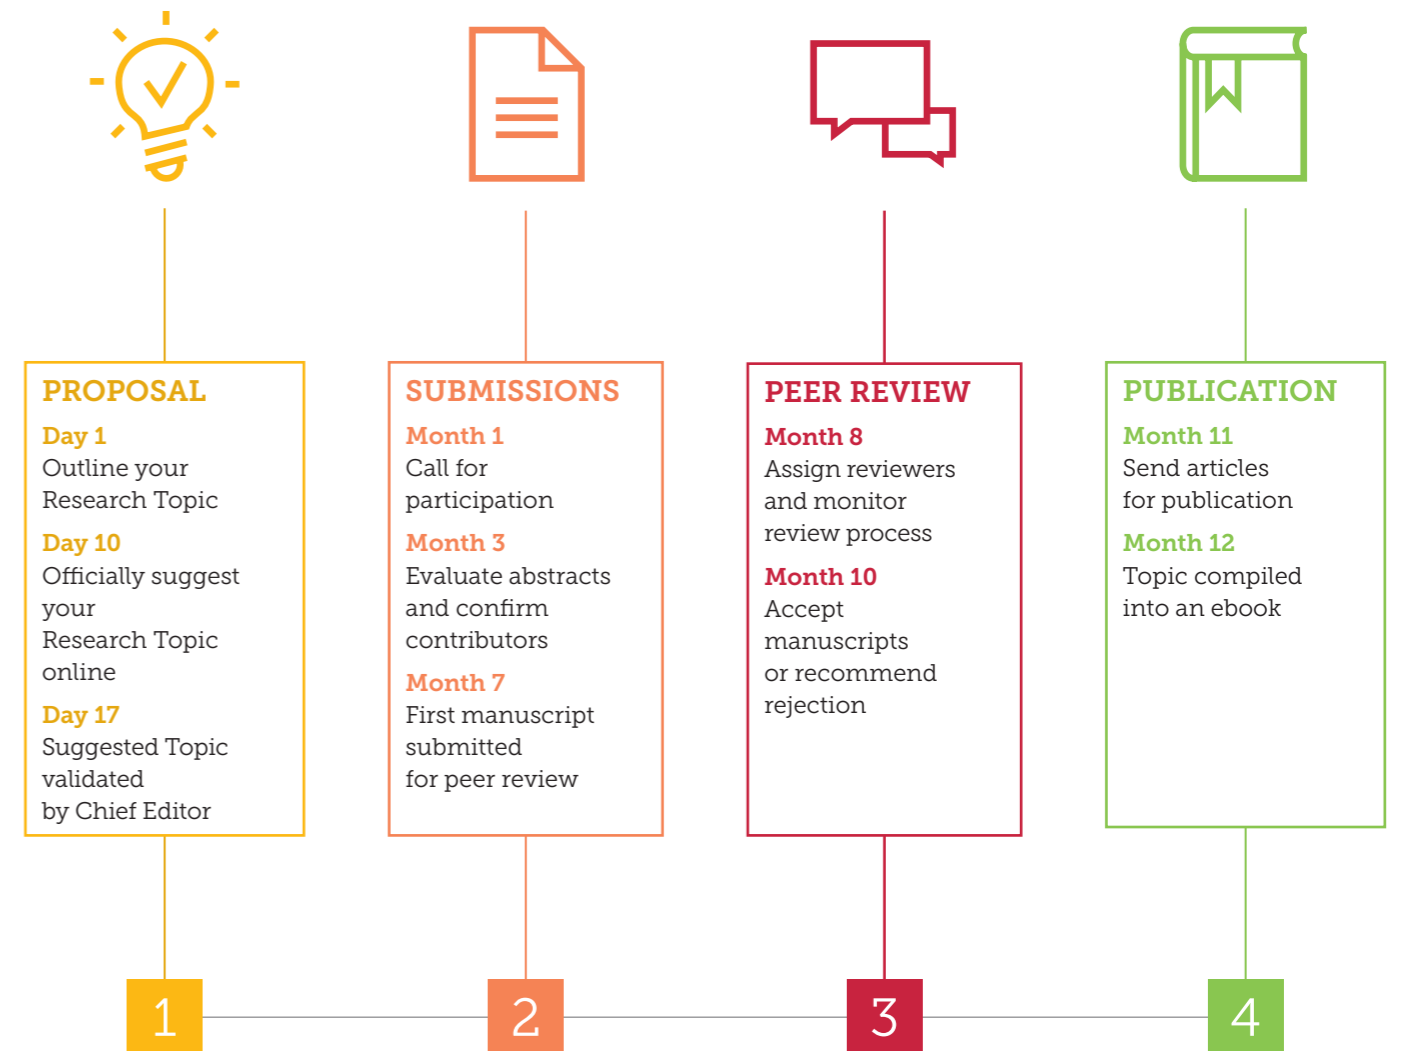 PROPOSAL
Day 1
Outline your
Research Topic
Day 10
Officially suggest
your
Research Topic
online
Day 17
Suggested Topic
validated
by Chief Editor
SUBMISSIONS
Month 1
Call for
participation
Month 3
Evaluate abstracts
and confirm
contributors
Month 7
First manuscript
submitted
for peer review
PEER REVIEW
Month 8
Assign reviewers
and monitor
review process
Month 10
Accept
manuscripts
or recommend
rejection
PUBLICATION
Month 11
Send articles
for publication
Month 12
Topic compiled
into an ebook
1
2
3
4